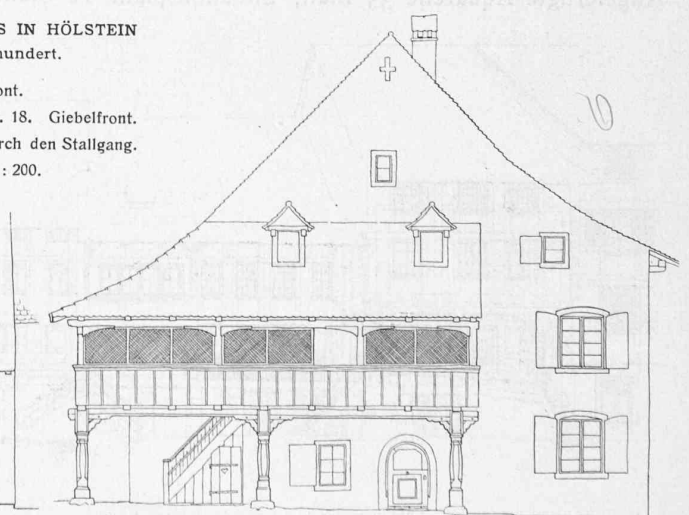 S IN HÖLSTEIN
hundert.
ont.
. 18. Giebelfront.
rch den Stallgang.
: 200.